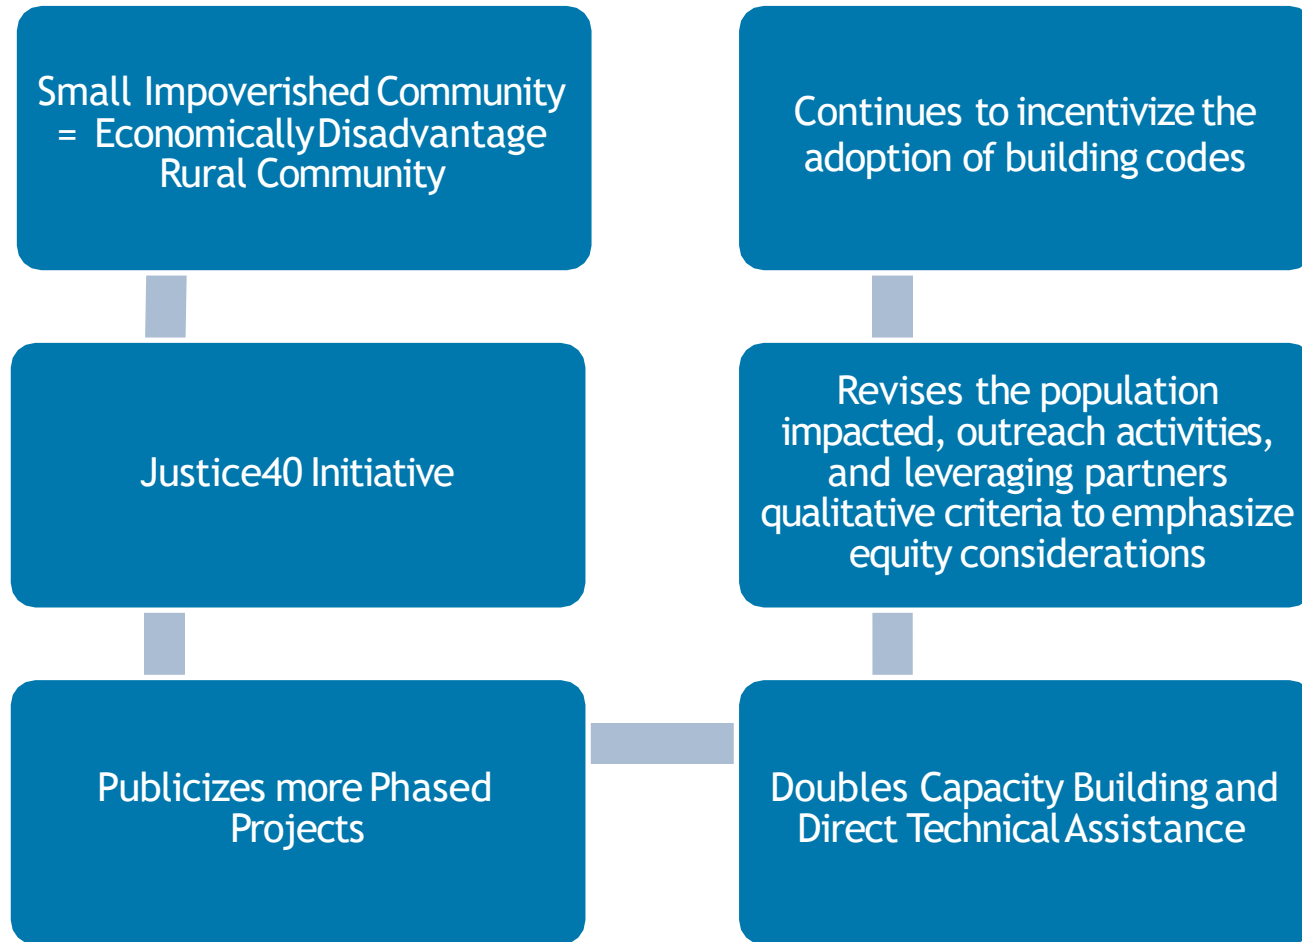 Small Impoverished Community
= Economically Disadvantage
Rural Community
Justice40 Initiative
Publicizes more Phased
Projects
Doubles Capacity Building and
Direct Technical Assistance
Revises the population
impacted, outreach activities,
and leveraging partners
qualitative criteria to emphasize
equity considerations
Continues to incentivize the
adoption of building codes